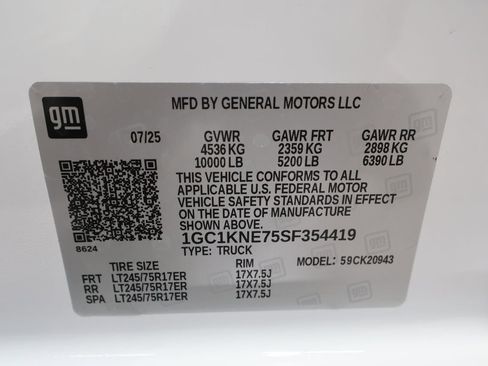 gm
MFD BY GENERAL MOTORS LLC
07/25 GVWR GAWR FRT GAWR RR
4536 KG 2359 KG 2898 KG
10000 LB 5200 LB 6390 LB
THIS VEHICLE CONFORMS TO ALL
APPLICABLE U.S. FEDERAL MOTOR
VEHICLE SAFETY STANDARDS IN EFFECT
ON THE DATE OF MANUFACTURE
SHOWN ABOVE.
1GC1KNE75SF354419
8624
TYPE: TRUCK MODEL: 59CK20943
TIRE SIZE RIM
FRT LT245/75R17ER 17X7.5J
RR LT245/75R17ER 17X7.5J
SPA LT245/75R17ER 17X7.5J